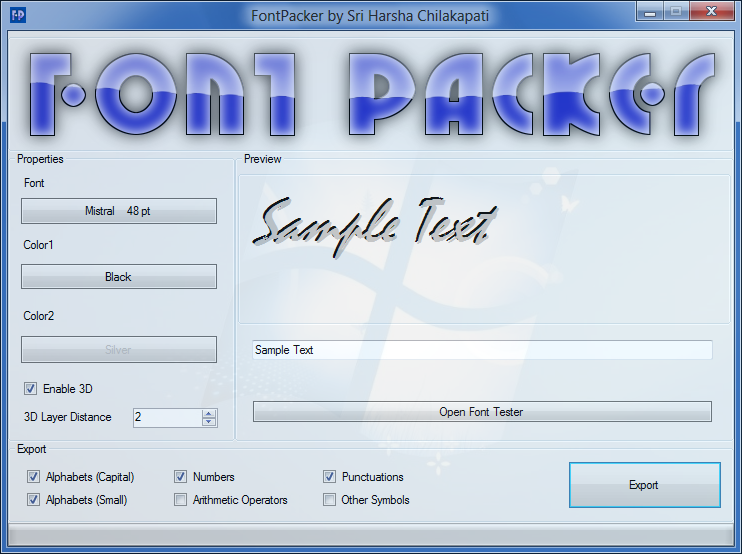 F·P
FontPacker by Sri Harsha Chilakapati
FONT PACKER
Properties
Font
Mistral 48 pt
Color1
Black
Color2
Silver
Enable 3D
3D Layer Distance 2
Preview
Sample Text
Sample Text
Open Font Tester
Export
Alphabets (Capital) Numbers Punctuations
Alphabets (Small) Arithmetic Operators Other Symbols
Export